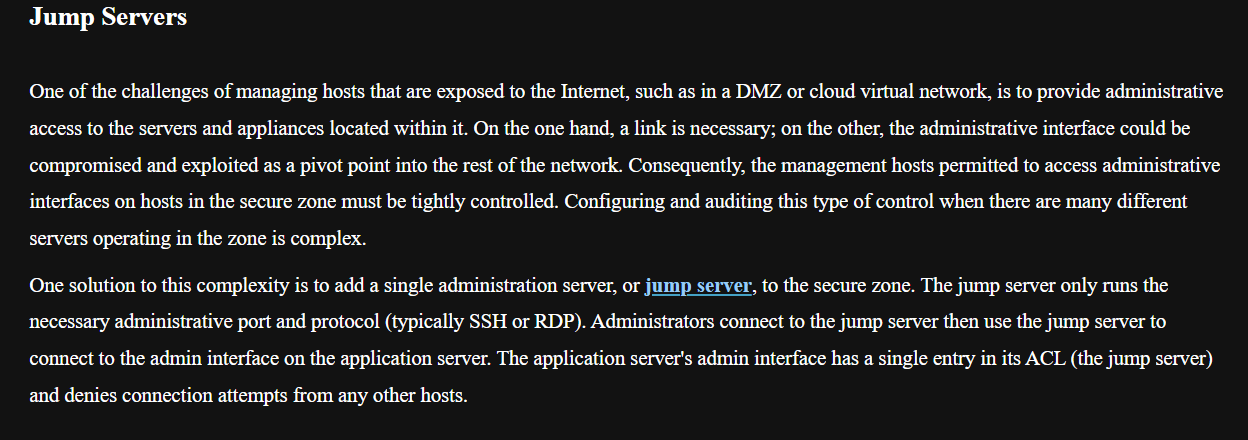 Jump Servers
One of the challenges of managing hosts that are exposed to the Internet, such as in a DMZ or cloud virtual network, is to provide administrative
access to the servers and appliances located within it. On the one hand, a link is necessary; on the other, the administrative interface could be
compromised and exploited as a pivot point into the rest of the network. Consequently, the management hosts permitted to access administrative
interfaces on hosts in the secure zone must be tightly controlled. Configuring and auditing this type of control when there are many different
servers operating in the zone is complex.
One solution to this complexity is to add a single administration server, or jump server, to the secure zone. The jump server only runs the
necessary administrative port and protocol (typically SSH or RDP). Administrators connect to the jump server then use the jump server to
connect to the admin interface on the application server. The application server's admin interface has a single entry in its ACL (the jump server)
and denies connection attempts from any other hosts.